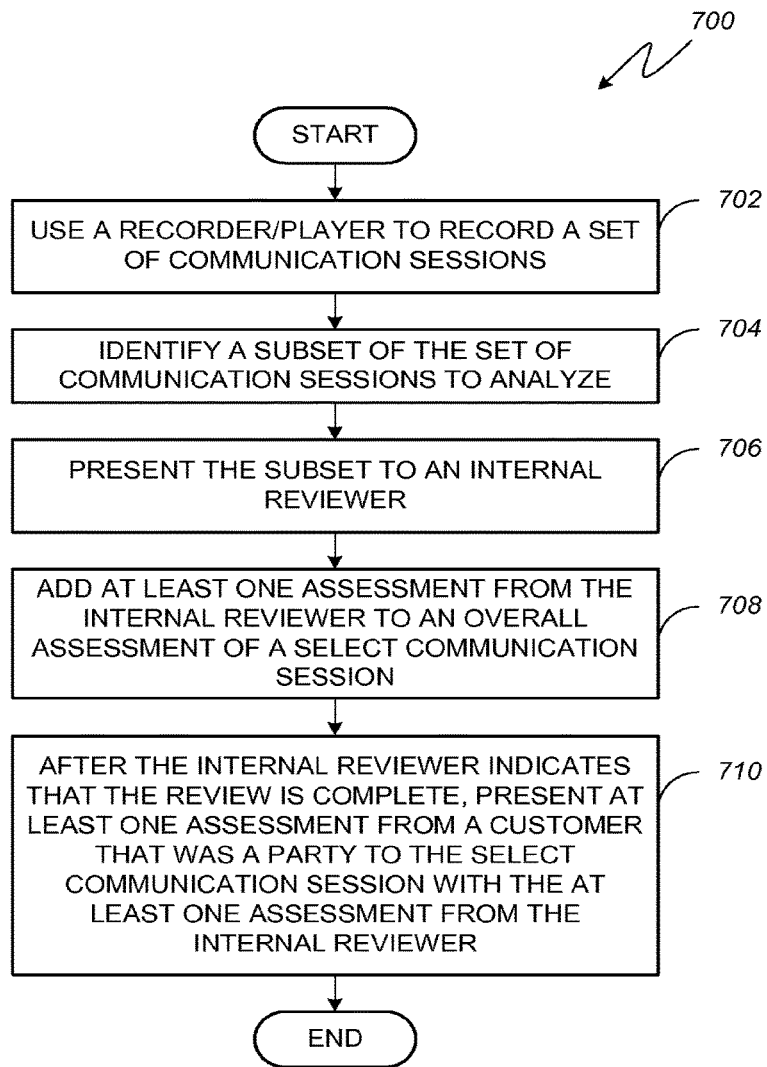 700
START
702
USE A RECORDER/PLAYER TO RECORD A SET
OF COMMUNICATION SESSIONS
704
IDENTIFY A SUBSET OF THE SET OF
COMMUNICATION SESSIONS TO ANALYZE
706
PRESENT THE SUBSET TO AN INTERNAL
REVIEWER
708
ADD AT LEAST ONE ASSESSMENT FROM THE
INTERNAL REVIEWER TO AN OVERALL
ASSESSMENT OF A SELECT COMMUNICATION
SESSION
710
AFTER THE INTERNAL REVIEWER INDICATES
THAT THE REVIEW IS COMPLETE, PRESENT AT
LEAST ONE ASSESSMENT FROM A CUSTOMER
THAT WAS A PARTY TO THE SELECT
COMMUNICATION SESSION WITH THE AT
LEAST ONE ASSESSMENT FROM THE
INTERNAL REVIEWER
END